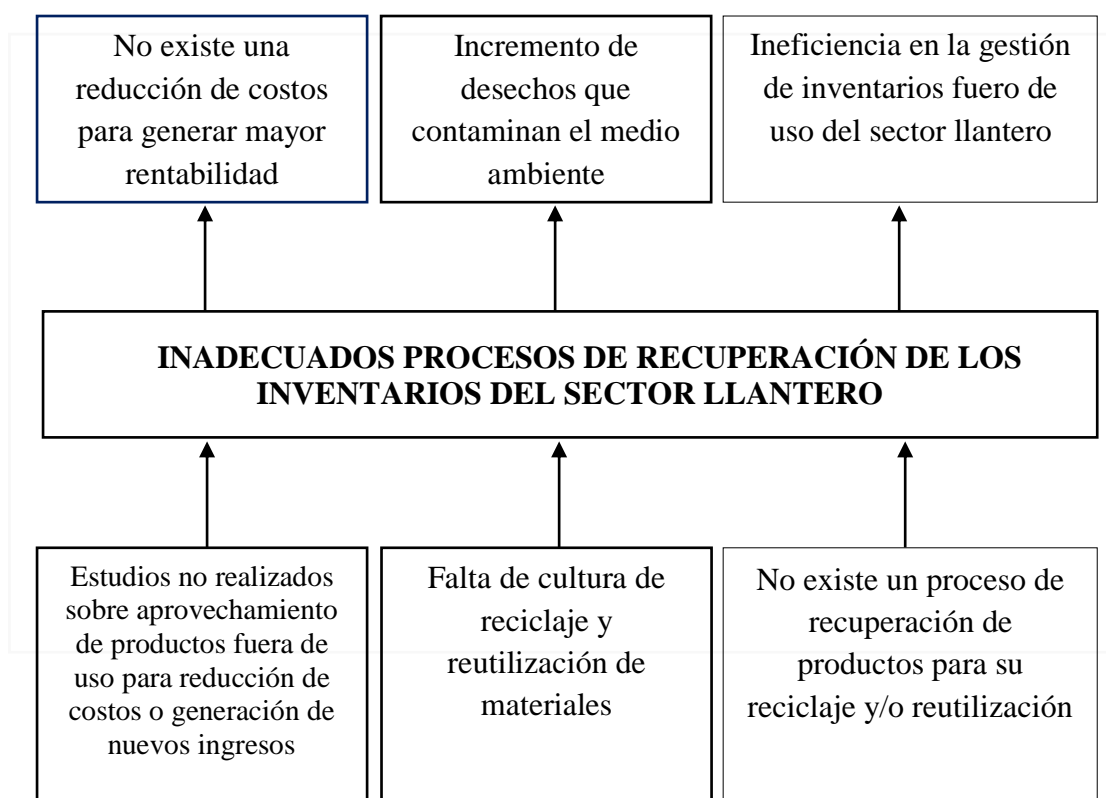 No existe una
reducción de costos
para generar mayor
rentabilidad
Incremento de
desechos que
contaminan el medio
ambiente
Ineficiencia en la gestión
de inventarios fuero de
uso del sector llantero
INADECUADOS PROCESOS DE RECUPERACIÓN DE LOS
INVENTARIOS DEL SECTOR LLANTERO
Estudios no realizados
sobre aprovechamiento
de productos fuera de
uso para reducción de
costos o generación de
nuevos ingresos
Falta de cultura de
reciclaje y
reutilización de
materiales
No existe un proceso de
recuperación de
productos para su
reciclaje y/o reutilización